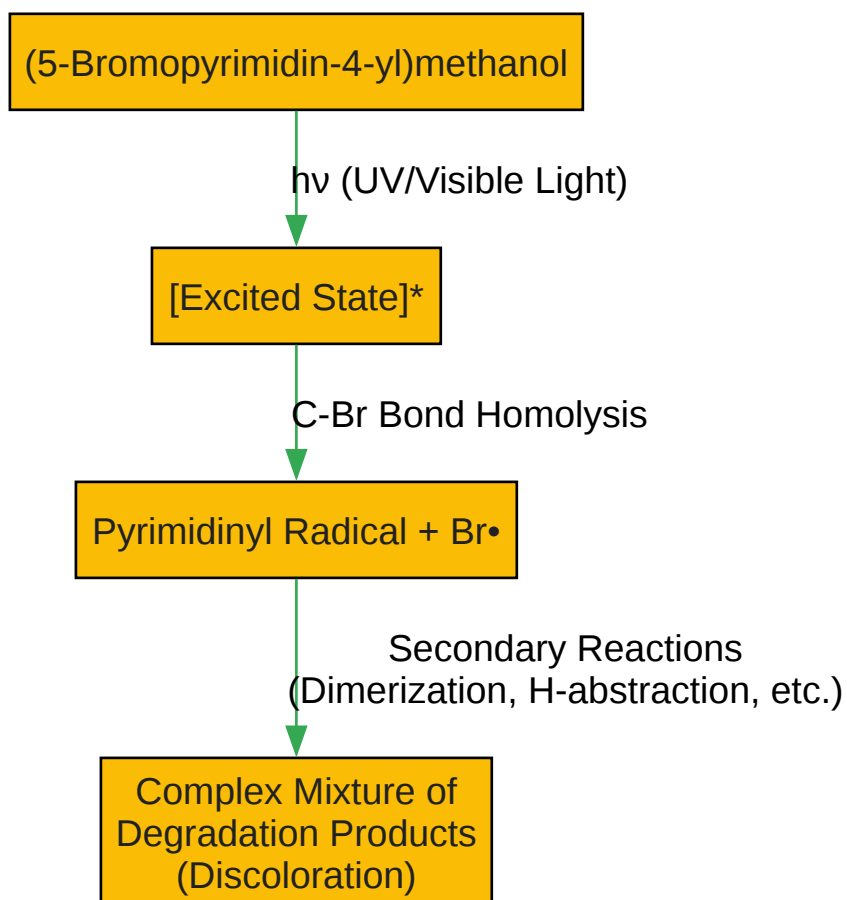 (5-Bromopyrimidin-4-yl)methanol
hν (UV/Visible Light)
[Excited State]*
C-Br Bond Homolysis
Pyrimidinyl Radical + Br•
Secondary Reactions
(Dimerization, H-abstraction, etc.)
Complex Mixture of
Degradation Products
(Discoloration)